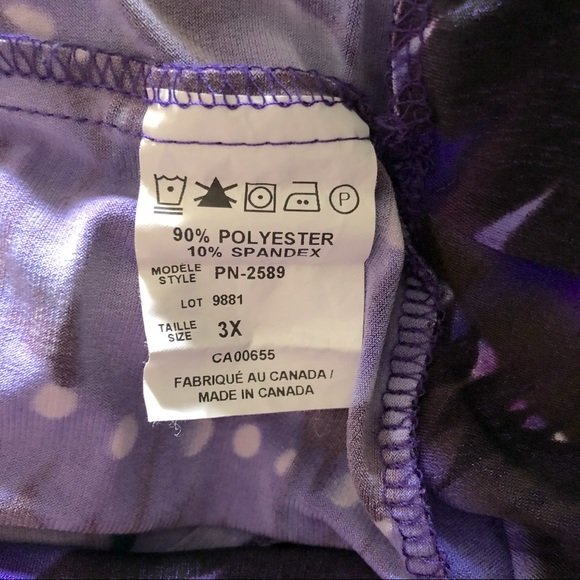 P
90% POLYESTER
10% SPANDEX
MODÈLE
STYLE PN-2589
LOT 9881
TAILLE
SIZE 3X
CA00655
FABRIQUÉ AU CANADA /
MADE IN CANADA